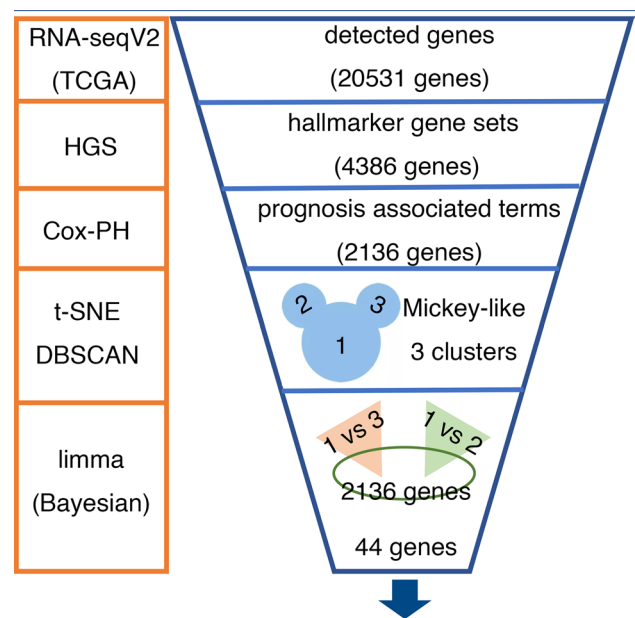 RNA-seqV2
(TCGA)
detected genes
(20531 genes)
HGS
hallmarker gene sets
(4386 genes)
Cox-PH
prognosis associated terms
(2136 genes)
t-SNE
DBSCAN
2
3
1
Mickey-like
3 clusters
limma
(Bayesian)
1 vs 3
1 vs 2
2136 genes
44 genes